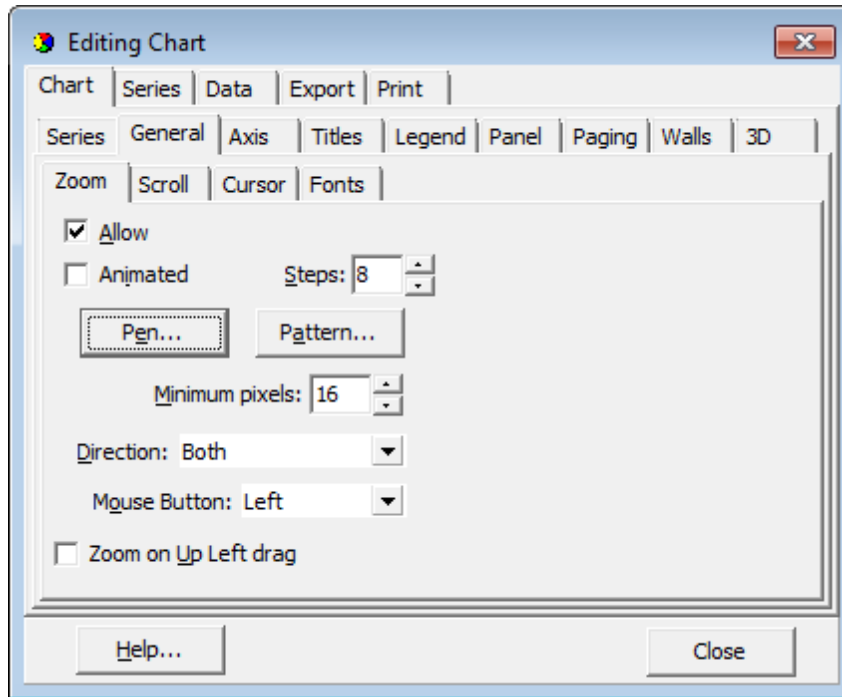 Editing Chart
Chart Series Data Export Print
Series General Axis Titles Legend Panel Paging Walls 3D
Zoom Scroll Cursor Fonts
Allow
Animated Steps: 8
Pen... Pattern...
Minimum pixels: 16
Direction: Both
Mouse Button: Left
Zoom on Up Left drag
Help... Close